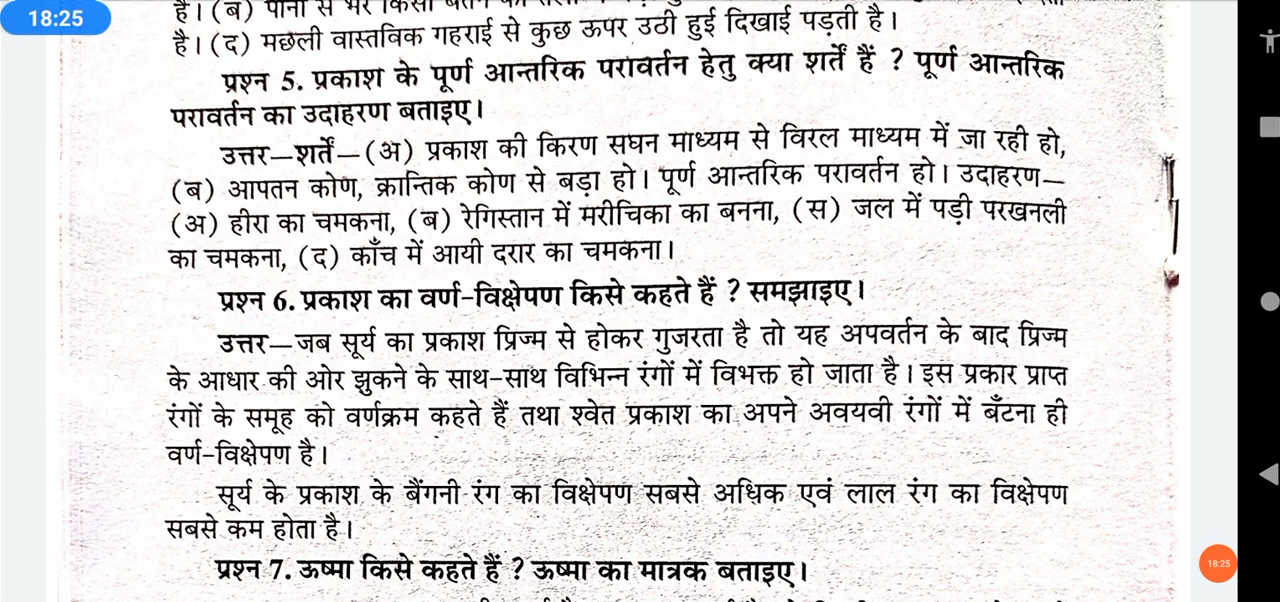 18:25
है। (ब) पानी से भरे किसी बर्तन
है। (द) मछली वास्तविक गहराई से कुछ ऊपर उठी हुई दिखाई पड़ती है।
प्रश्न 5. प्रकाश के पूर्ण आन्तरिक परावर्तन हेतु क्या शर्तें हैं ? पूर्ण आन्तरिक
परावर्तन का उदाहरण बताइए।
उत्तर—शर्तें—(अ) प्रकाश की किरण सघन माध्यम से विरल माध्यम में जा रही हो,
(ब) आपतन कोण, क्रान्तिक कोण से बड़ा हो। पूर्ण आन्तरिक परावर्तन हो। उदाहरण—
(अ) हीरा का चमकना, (ब) रेगिस्तान में मरीचिका का बनना, (स) जल में पड़ी परखनली
का चमकना, (द) काँच में आयी दरार का चमकना।
प्रश्न 6. प्रकाश का वर्ण-विक्षेपण किसे कहते हैं ? समझाइए।
उत्तर—जब सूर्य का प्रकाश प्रिज्म से होकर गुजरता है तो यह अपवर्तन के बाद प्रिज्म
के आधार की ओर झुकने के साथ-साथ विभिन्न रंगों में विभक्त हो जाता है। इस प्रकार प्राप्त
रंगों के समूह को वर्णक्रम कहते हैं तथा श्वेत प्रकाश का अपने अवयवी रंगों में बँटना ही
वर्ण-विक्षेपण है।
सूर्य के प्रकाश के बैंगनी रंग का विक्षेपण सबसे अधिक एवं लाल रंग का विक्षेपण
सबसे कम होता है।
प्रश्न 7. ऊष्मा किसे कहते हैं ? ऊष्मा का मात्रक बताइए।
18:25